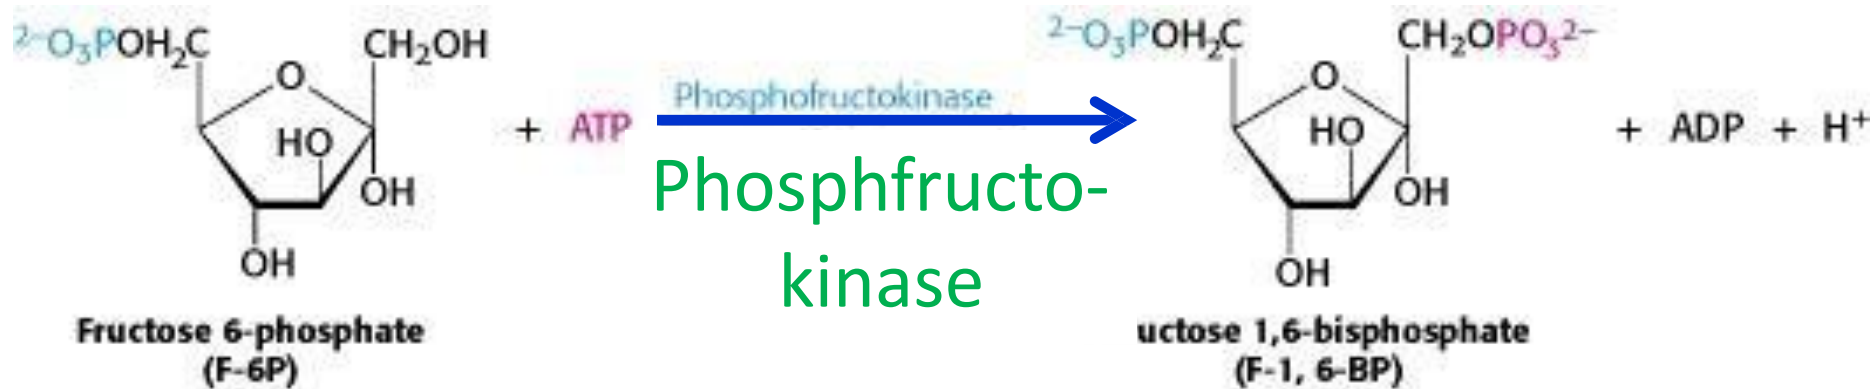 2–O3POH2C
CH2OH
O
HO
OH
OH
Fructose 6-phosphate
(F-6P)
+ ATP
Phosphofructokinase
Phosphfructo-
kinase
2–O3POH2C
CH2OPO32–
O
HO
OH
OH
uctose 1,6-bisphosphate
(F-1, 6-BP)
+ ADP + H+